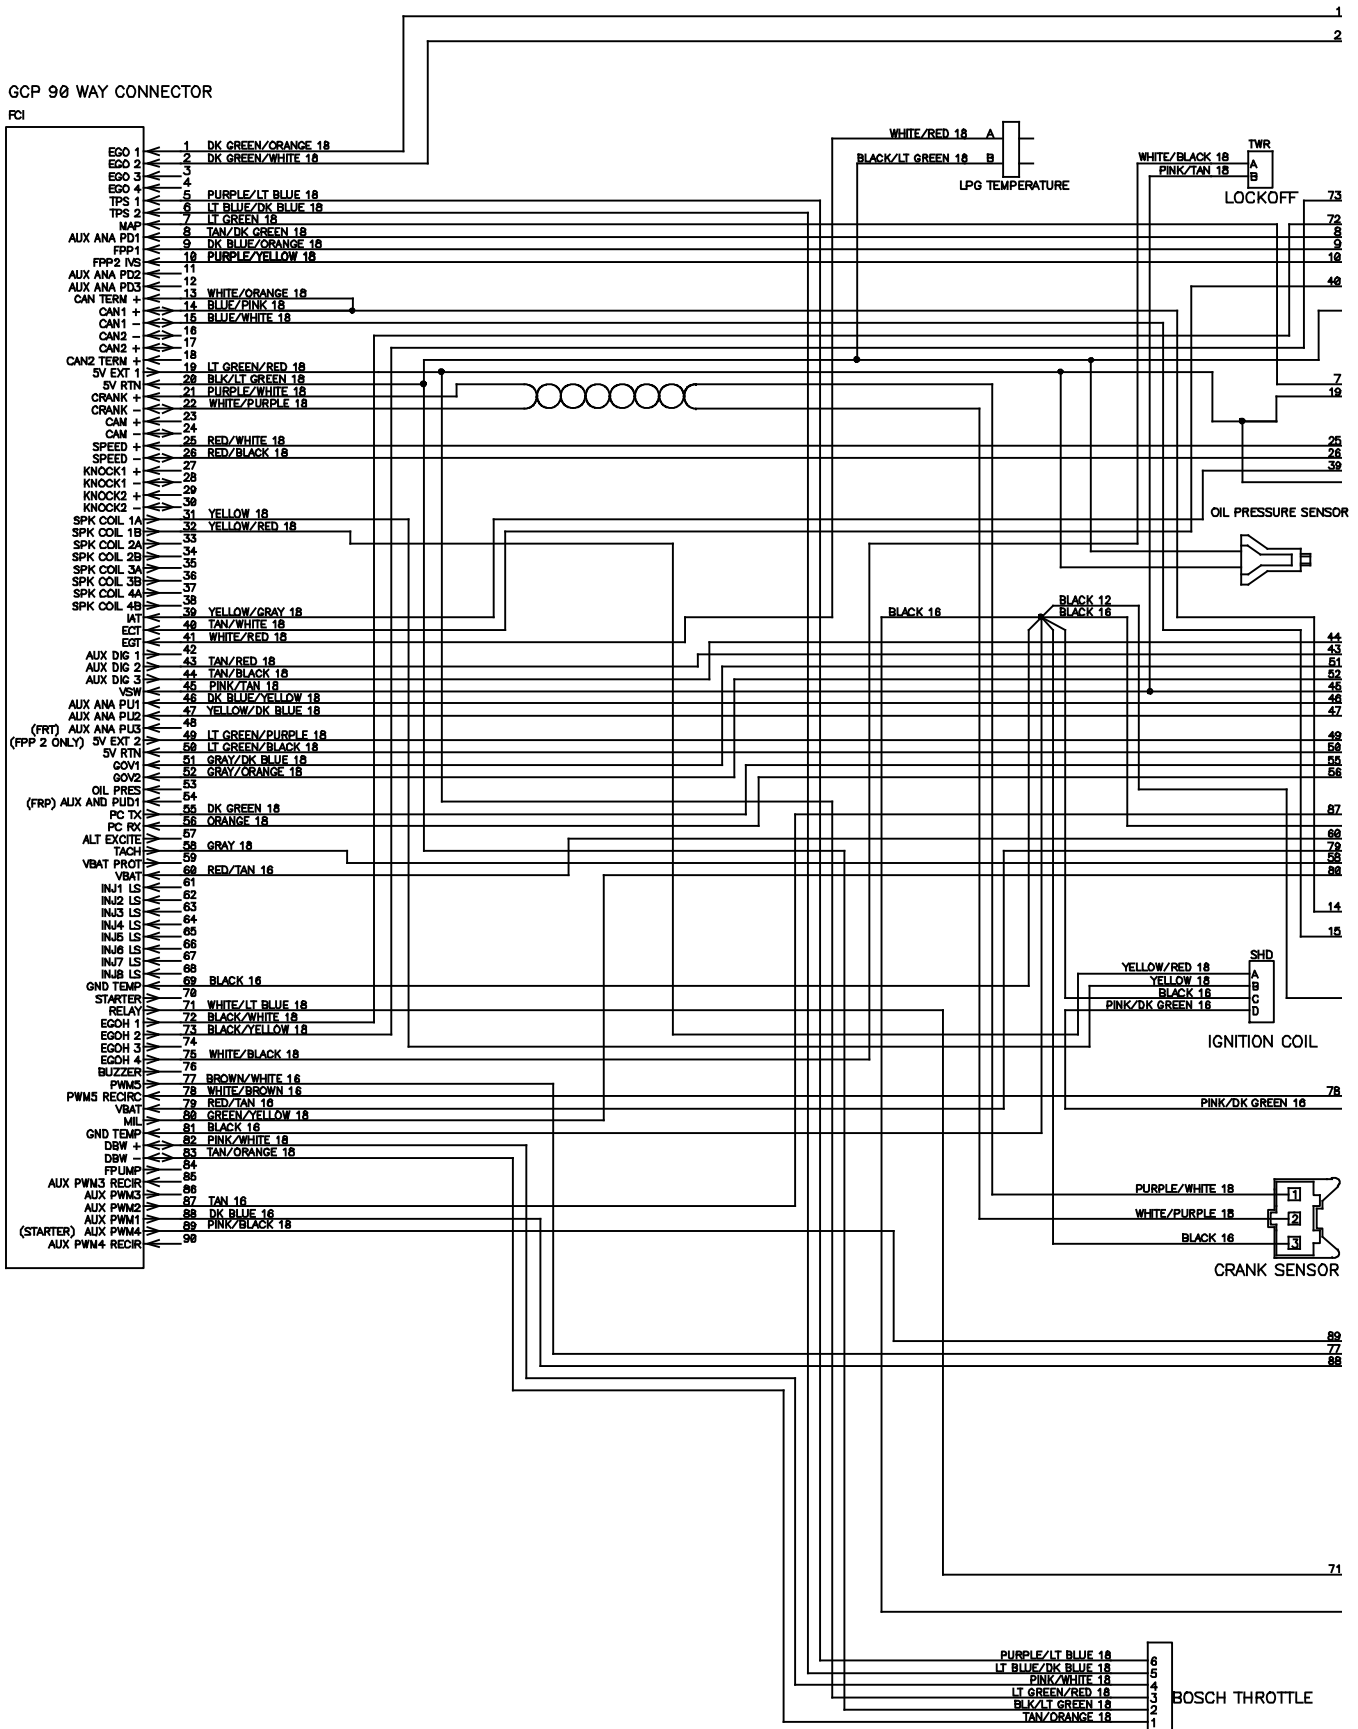 1
2
GCP 90 WAY CONNECTOR
FCI
EGO 1 1 DK GREEN/ORANGE 18
EGO 2 2 DK GREEN/WHITE 18
EGO 3 3
EGO 4 4
TPS 1 5 PURPLE/LT BLUE 18
TPS 2 6 LT BLUE/DK BLUE 18
MAP 7 LT GREEN 18
AUX ANA PD1 8 TAN/DK GREEN 18
FPP1 9 DK BLUE/ORANGE 18
FPP2 IVS 10 PURPLE/YELLOW 18
AUX ANA PD2 11
AUX ANA PD3 12
CAN TERM + 13 WHITE/ORANGE 18
CAN1 + 14 BLUE/PINK 18
CAN1 - 15 BLUE/WHITE 18
CAN2 - 16
CAN2 + 17
CAN2 TERM + 18
5V EXT 1 19 LT GREEN/RED 18
5V RTN 20 BLK/LT GREEN 18
CRANK + 21 PURPLE/WHITE 18
CRANK - 22 WHITE/PURPLE 18
CAM + 23
CAM - 24
SPEED + 25 RED/WHITE 18
SPEED - 26 RED/BLACK 18
KNOCK1 + 27
KNOCK1 - 28
KNOCK2 + 29
KNOCK2 - 30
SPK COIL 1A 31 YELLOW 18
SPK COIL 1B 32 YELLOW/RED 18
SPK COIL 2A 33
SPK COIL 2B 34
SPK COIL 3A 35
SPK COIL 3B 36
SPK COIL 4A 37
SPK COIL 4B 38
IAT 39 YELLOW/GRAY 18
ECT 40 TAN/WHITE 18
EGT 41 WHITE/RED 18
AUX DIG 1 42
AUX DIG 2 43 TAN/RED 18
AUX DIG 3 44 TAN/BLACK 18
VSW 45 PINK/TAN 18
AUX ANA PU1 46 DK BLUE/YELLOW 18
AUX ANA PU2 47 YELLOW/DK BLUE 18
(FRT) AUX ANA PU3 48
(FPP 2 ONLY) 5V EXT 2 49 LT GREEN/PURPLE 18
5V RTN 50 LT GREEN/BLACK 18
GOV1 51 GRAY/DK BLUE 18
GOV2 52 GRAY/ORANGE 18
OIL PRES 53
(FRP) AUX AND PUD1 54
PC TX 55 DK GREEN 18
PC RX 56 ORANGE 18
ALT EXCITE 57
TACH 58 GRAY 18
VBAT PROT 59
VBAT 60 RED/TAN 16
INJ1 LS 61
INJ2 LS 62
INJ3 LS 63
INJ4 LS 64
INJ5 LS 65
INJ6 LS 66
INJ7 LS 67
INJ8 LS 68
GND TEMP 69 BLACK 16
STARTER 70
RELAY 71 WHITE/LT BLUE 18
EGOH 1 72 BLACK/WHITE 18
EGOH 2 73 BLACK/YELLOW 18
EGOH 3 74
EGOH 4 75 WHITE/BLACK 18
BUZZER 76
PWM5 77 BROWN/WHITE 16
PWM5 RECIRC 78 WHITE/BROWN 16
VBAT 79 RED/TAN 16
MIL 80 GREEN/YELLOW 18
GND TEMP 81 BLACK 16
DBW + 82 PINK/WHITE 18
DBW - 83 TAN/ORANGE 18
FPUMP 84
AUX PWM3 RECIR 85
AUX PWM3 86
AUX PWM2 87 TAN 16
AUX PWM1 88 DK BLUE 16
(STARTER) AUX PWM4 89 PINK/BLACK 18
AUX PWM4 RECIR 90
WHITE/RED 18 A
BLACK/LT GREEN 18 B
LPG TEMPERATURE
TWR
WHITE/BLACK 18 A
PINK/TAN 18 B
LOCKOFF
73
72
8
9
10
40
7
19
25
26
39
OIL PRESSURE SENSOR
BLACK 16
BLACK 12
BLACK 16
44
43
51
52
45
46
47
49
50
55
56
87
60
79
58
80
14
15
SHD
YELLOW/RED 18 A
YELLOW 18 B
BLACK 16 C
PINK/DK GREEN 16 D
IGNITION COIL
78
PINK/DK GREEN 16
PURPLE/WHITE 18 1
WHITE/PURPLE 18 2
BLACK 16 3
CRANK SENSOR
89
77
88
71
PURPLE/LT BLUE 18 6
LT BLUE/DK BLUE 18 5
PINK/WHITE 18 4
LT GREEN/RED 18 3
BLK/LT GREEN 18 2
TAN/ORANGE 18 1
BOSCH THROTTLE